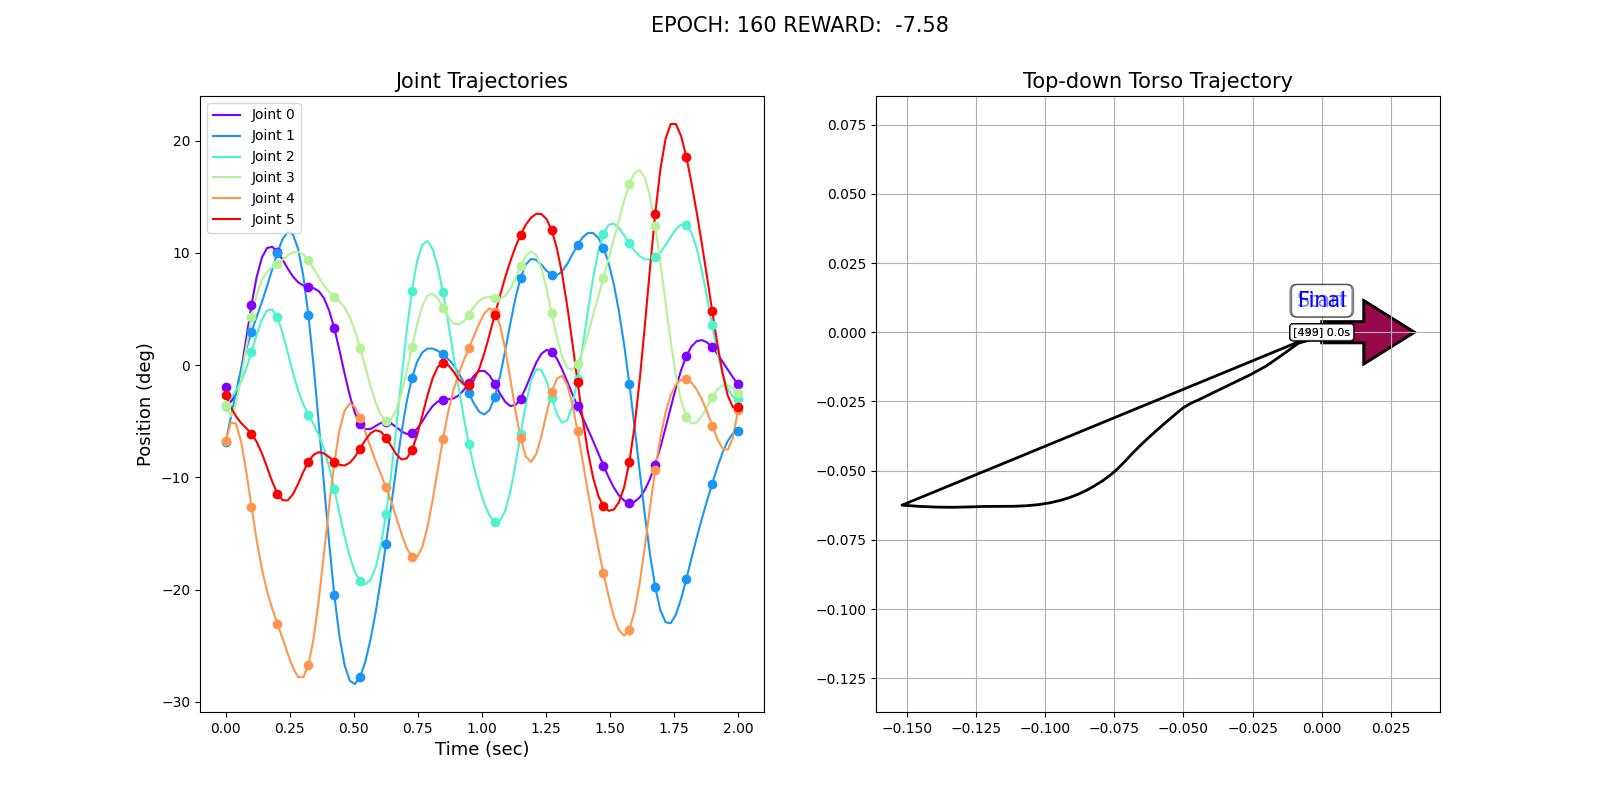 EPOCH: 160 REWARD:  -7.58
Joint Trajectories
Joint 0
Joint 1
Joint 2
Joint 3
Joint 4
Joint 5
20
10
0
−10
−20
−30
Position (deg)
0.00 0.25 0.50 0.75 1.00 1.25 1.50 1.75 2.00
Time (sec)
Top-down Torso Trajectory
0.075
0.050
0.025
0.000
−0.025
−0.050
−0.075
−0.100
−0.125
Final
[499] 0.0s
−0.150 −0.125 −0.100 −0.075 −0.050 −0.025 0.000 0.025